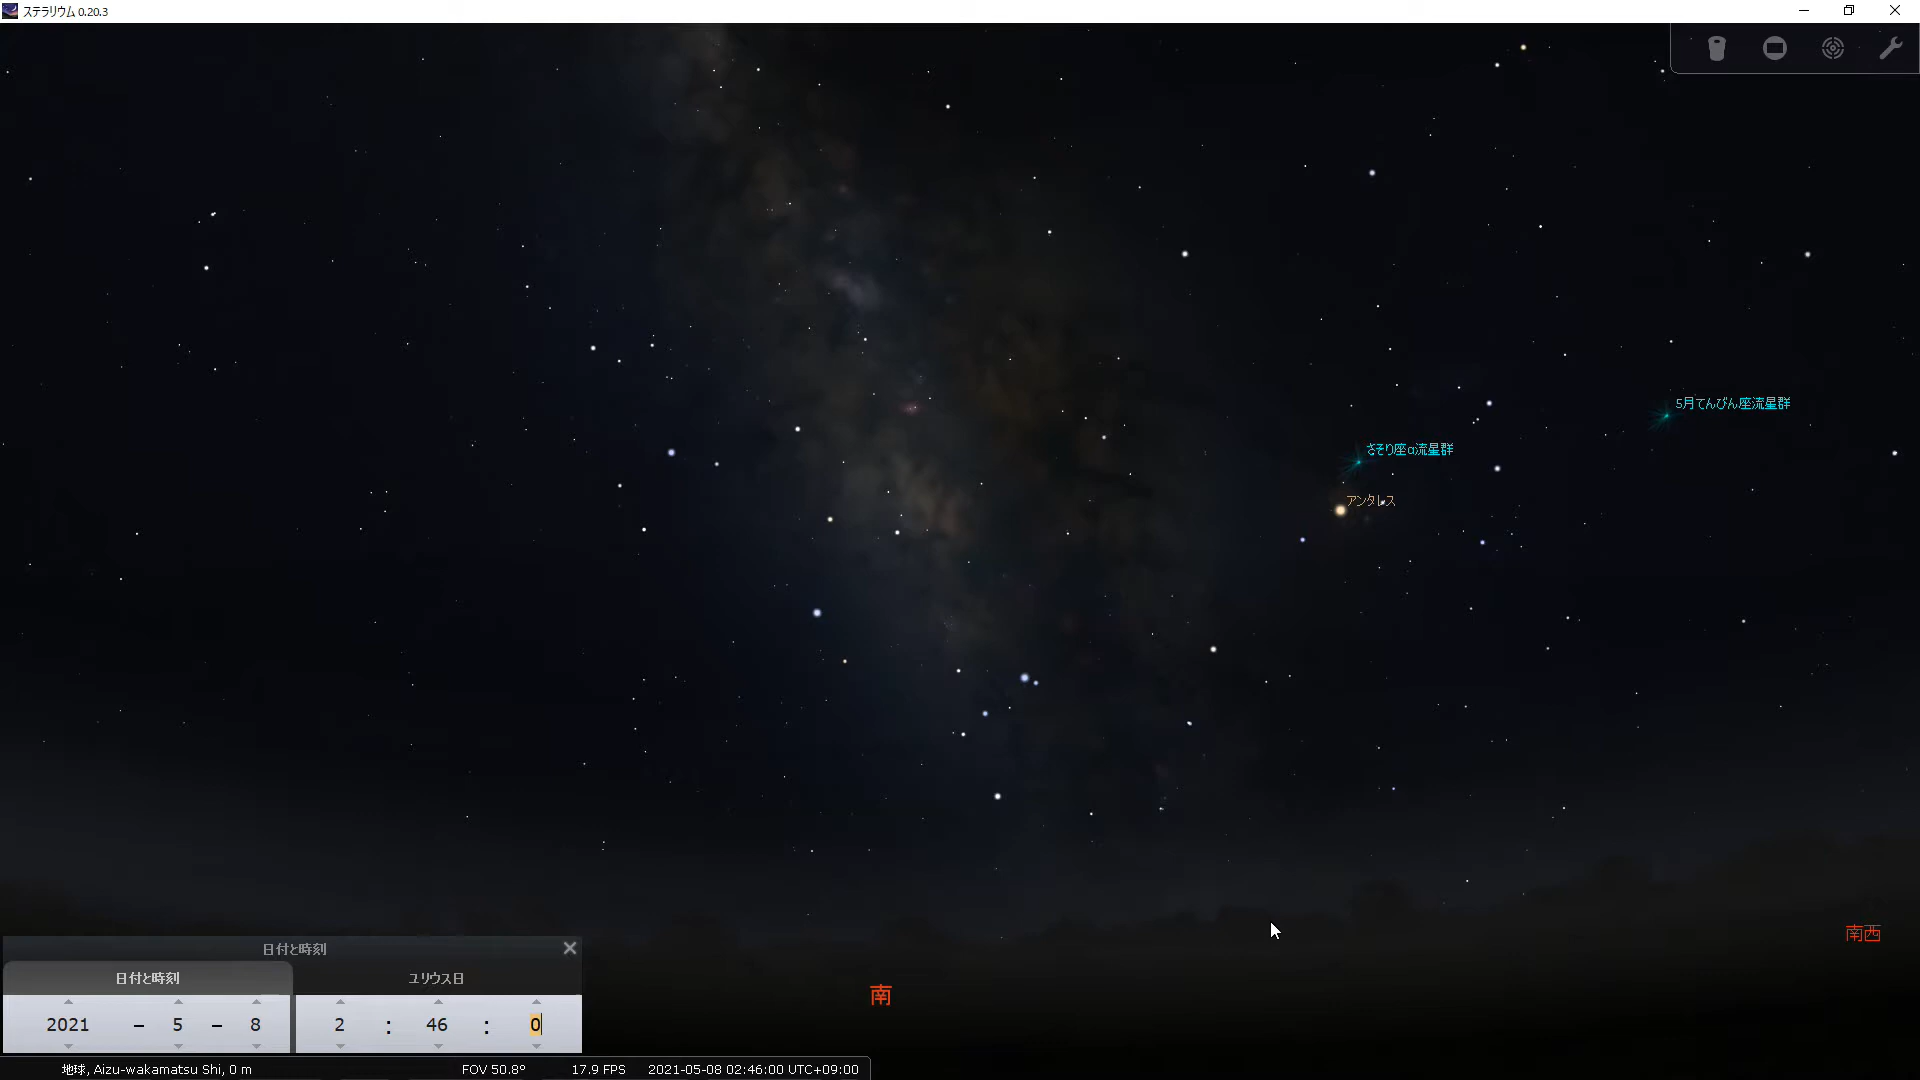 ステラリウム 0.20.3
5月てんびん座流星群
さそり座α流星群
アンタレス
南西
南
日付と時刻
日付と時刻
ユリウス日
2021 - 5 - 8
2 : 46 : 0
地球, Aizu-wakamatsu Shi, 0 m
FOV 50.8°
17.9 FPS
2021-05-08 02:46:00 UTC+09:00